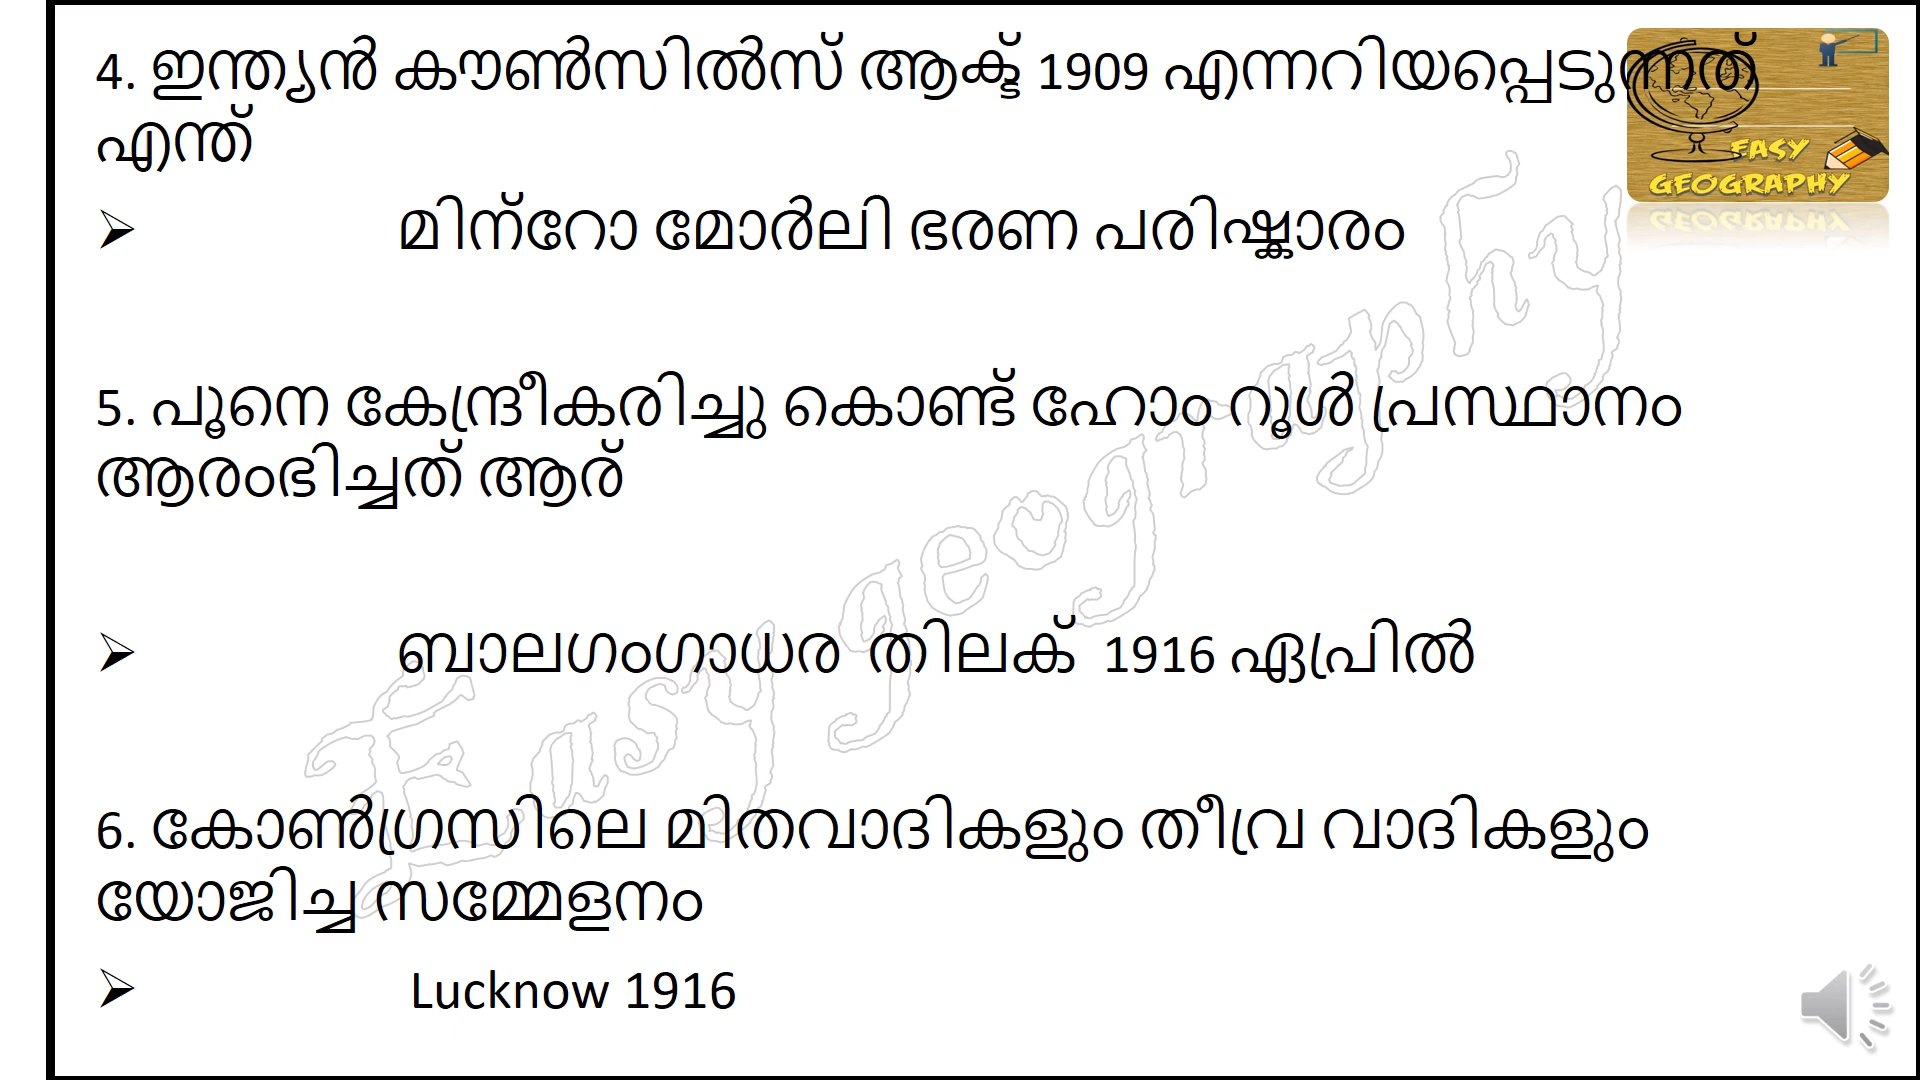 4. ഇന്ത്യൻ കൗൺസിൽസ് ആക്ട് 1909 എന്നറിയപ്പെടുന്നത്
എന്ത്
EASY
GEOGRAPHY
➢ മിന്റോ മോർലി ഭരണ പരിഷ്കാരം
5. പൂനെ കേന്ദ്രീകരിച്ചു കൊണ്ട് ഹോം റൂൾ പ്രസ്ഥാനം
ആരംഭിച്ചത് ആര്
➢ ബാലഗംഗാധര തിലക് 1916 ഏപ്രിൽ
6. കോൺഗ്രസിലെ മിതവാദികളും തീവ്ര വാദികളും
യോജിച്ച സമ്മേളനം
➢ Lucknow 1916
Easy geography